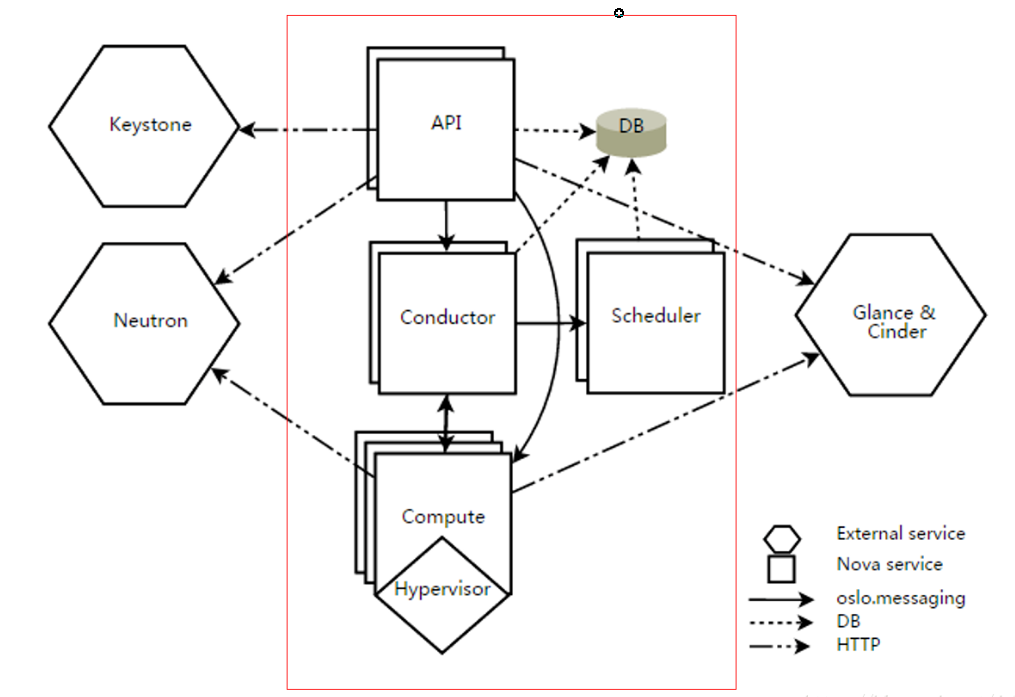 Keystone
API
DB
Neutron
Conductor
Scheduler
Glance &
Cinder
Compute
Hypervisor
External service
Nova service
oslo.messaging
DB
HTTP